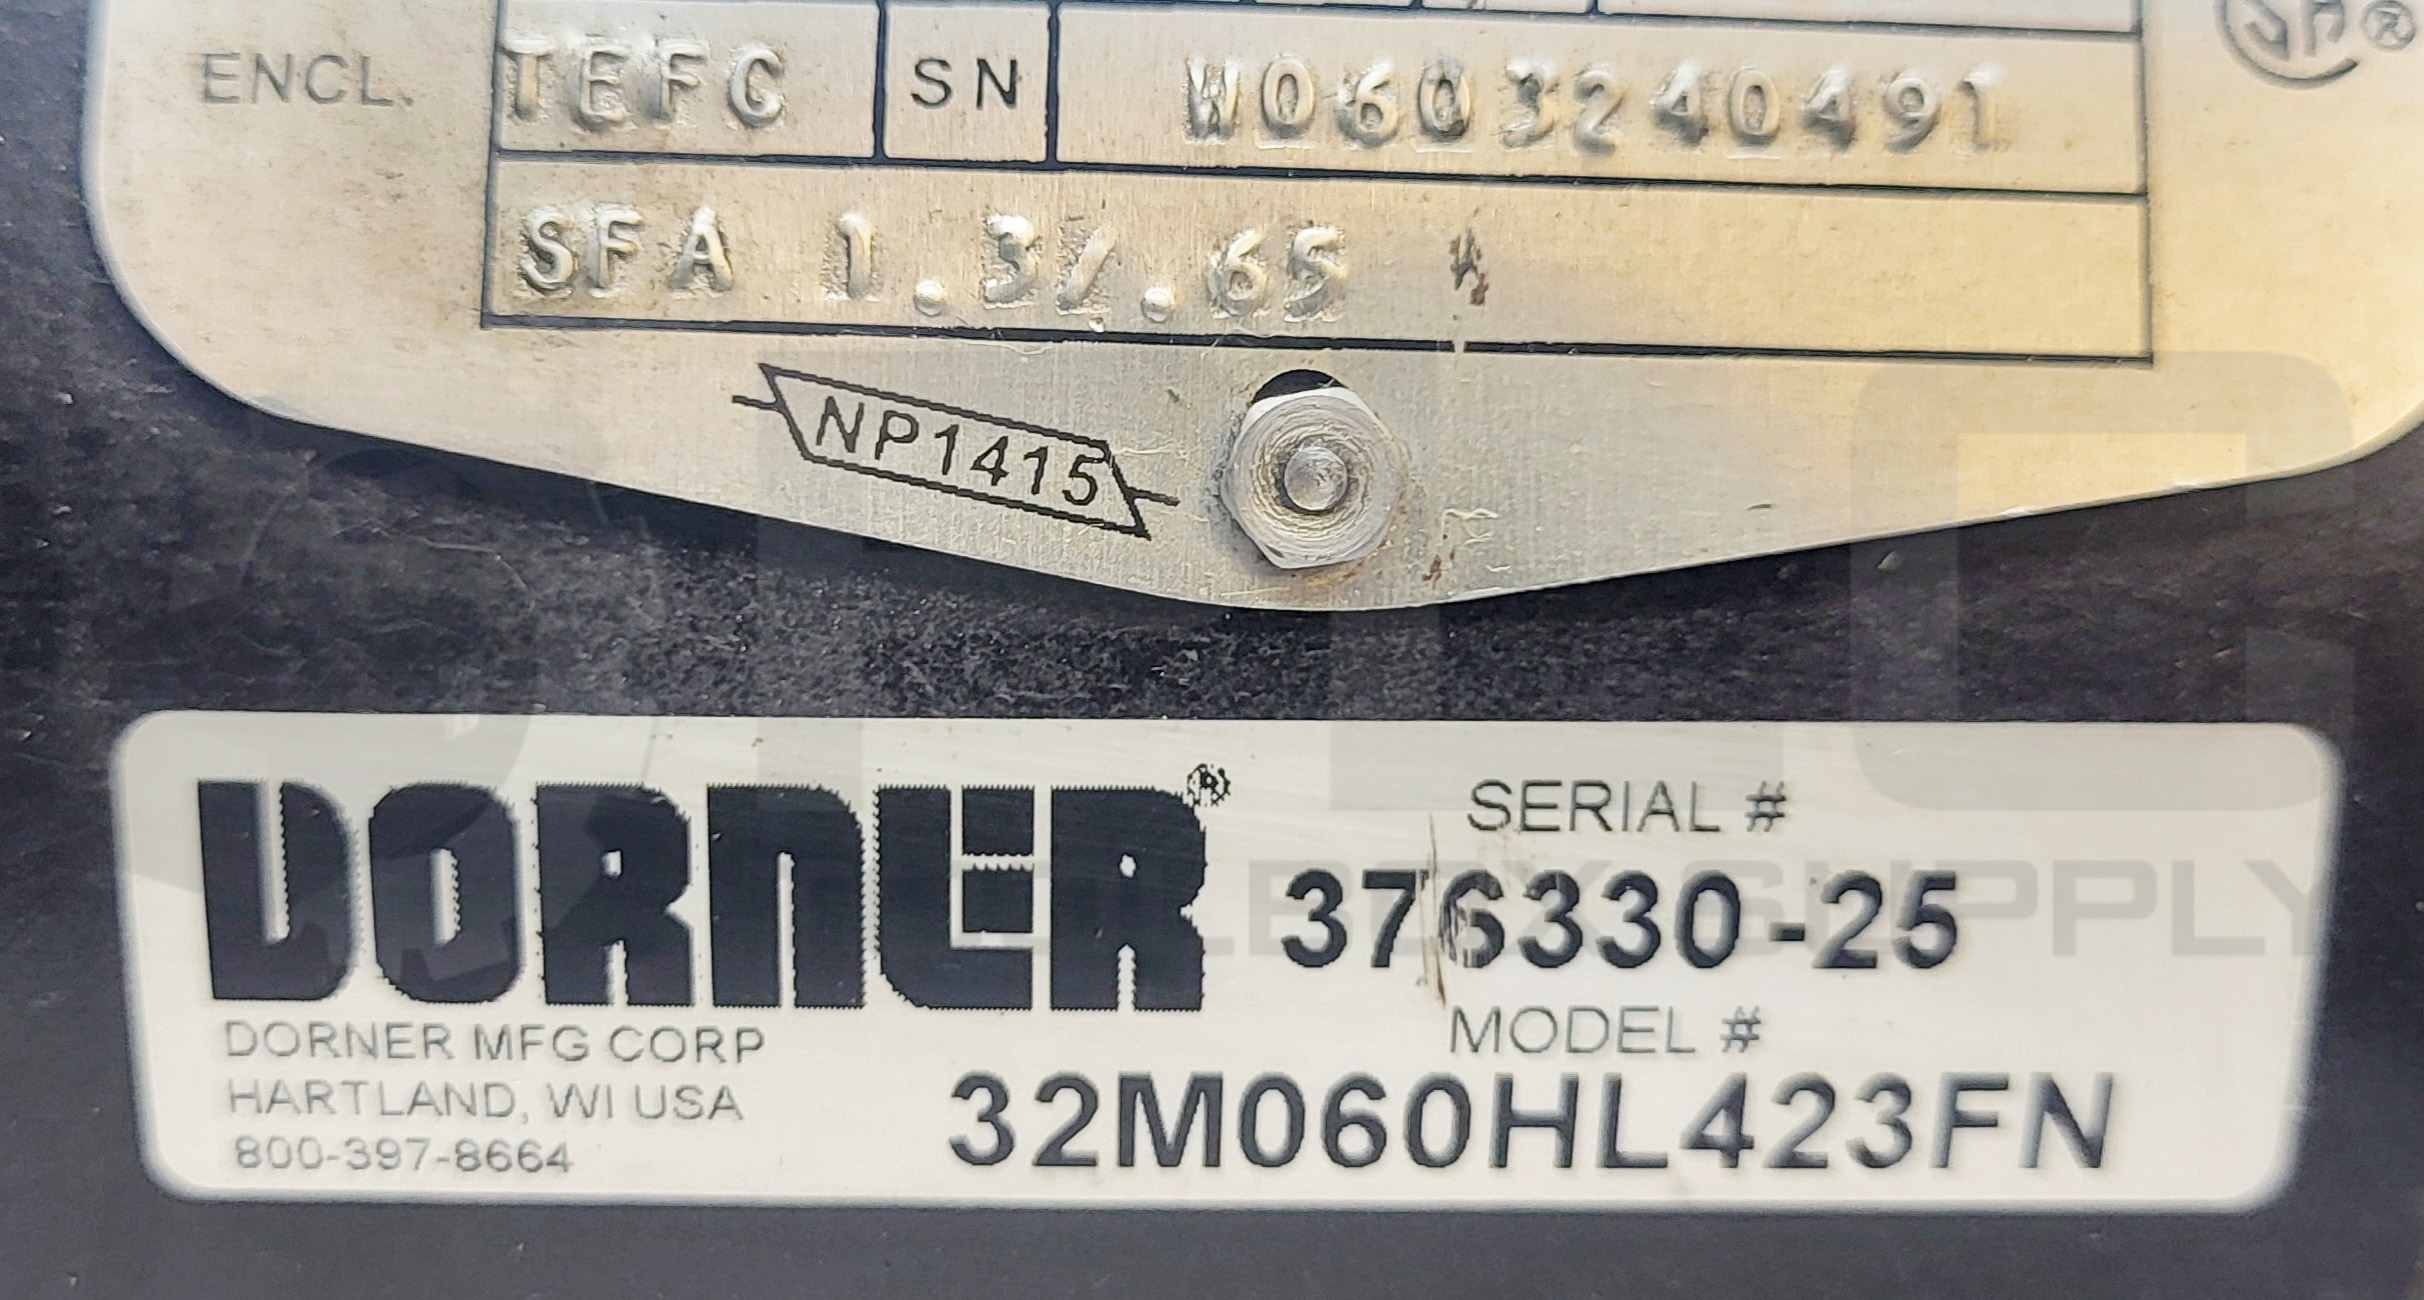 ENCL. TEFC SN W0603240491
SFA 1.3/.65
NP1415
DORNER®
SERIAL #
376330-25
MODEL #
32M060HL423FN
DORNER MFG CORP
HARTLAND, WI USA
800-397-8664
SUPPLY